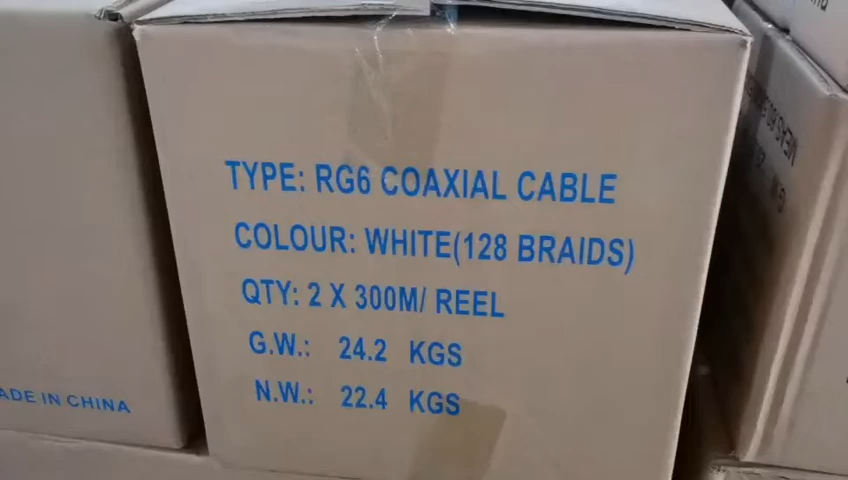 TYPE: RG6 COAXIAL CABLE
COLOUR: WHITE(128 BRAIDS)
QTY: 2 X 300M/ REEL
G.W.: 24.2 KGS
N.W.: 22.4 KGS
ADE IN CHINA